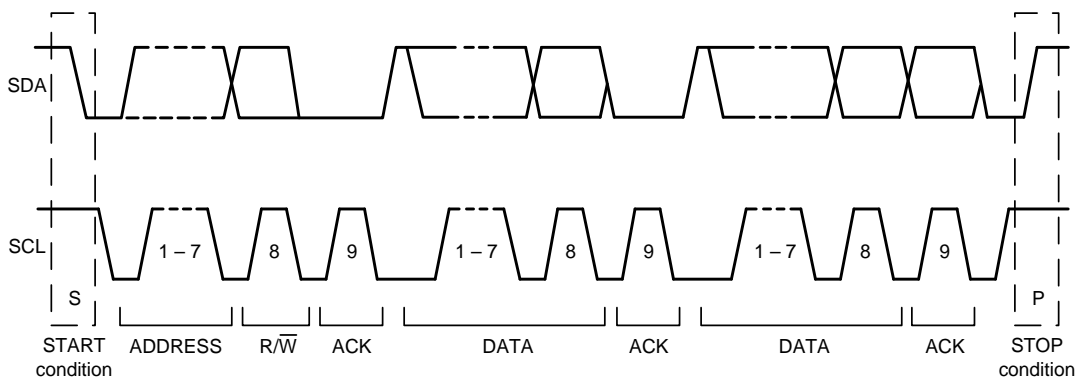 SDA
SCL
1 – 7
8
9
1 – 7
8
9
1 – 7
8
9
S
P
START
condition
ADDRESS
R/W̅
ACK
DATA
ACK
DATA
ACK
STOP
condition